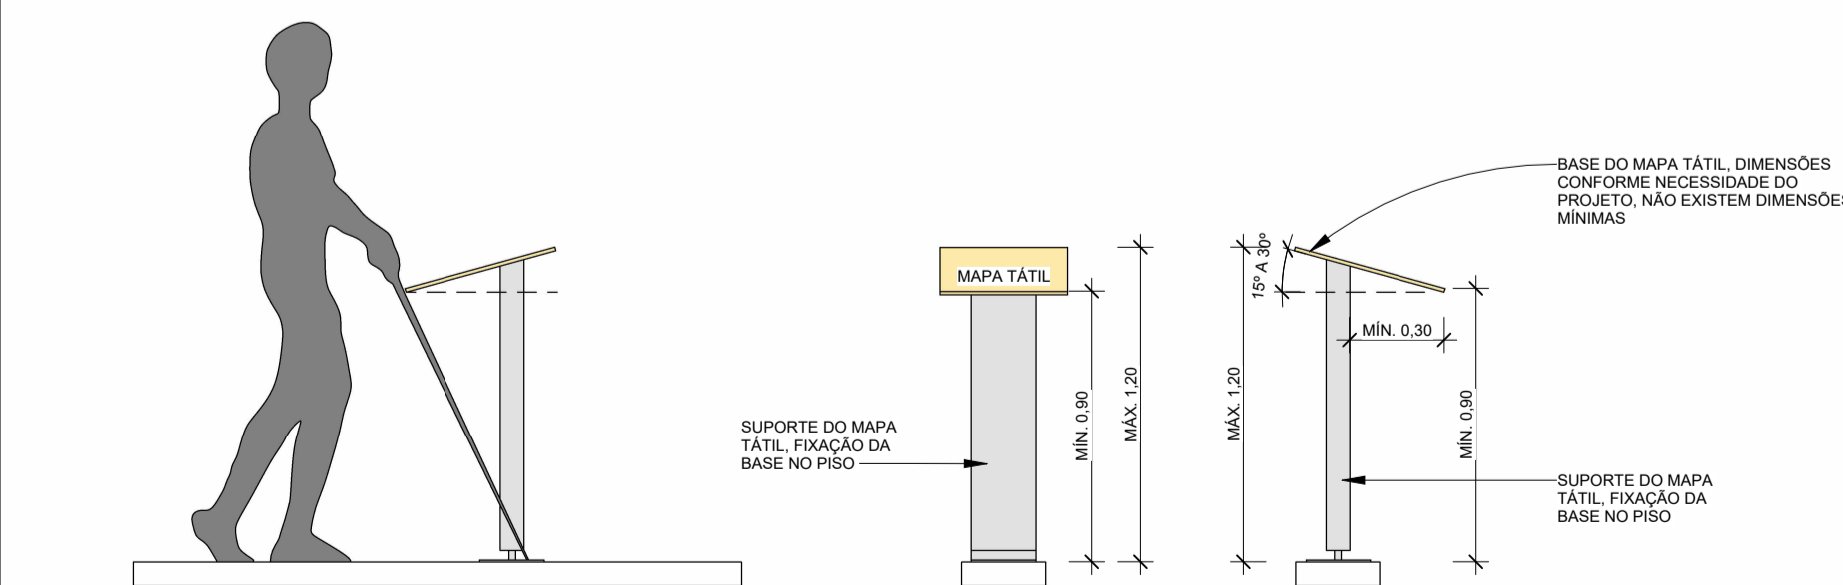 BASE DO MAPA TÁTIL, DIMENSÕES
CONFORME NECESSIDADE DO
PROJETO, NÃO EXISTEM DIMENSÕES
MÍNIMAS
15º A 30º
MAPA TÁTIL
MÍN. 0,30
MÍN. 0,90
MÁX. 1,20
MÁX. 1,20
MÍN. 0,90
SUPORTE DO MAPA
TÁTIL, FIXAÇÃO DA
BASE NO PISO
SUPORTE DO MAPA
TÁTIL, FIXAÇÃO DA
BASE NO PISO